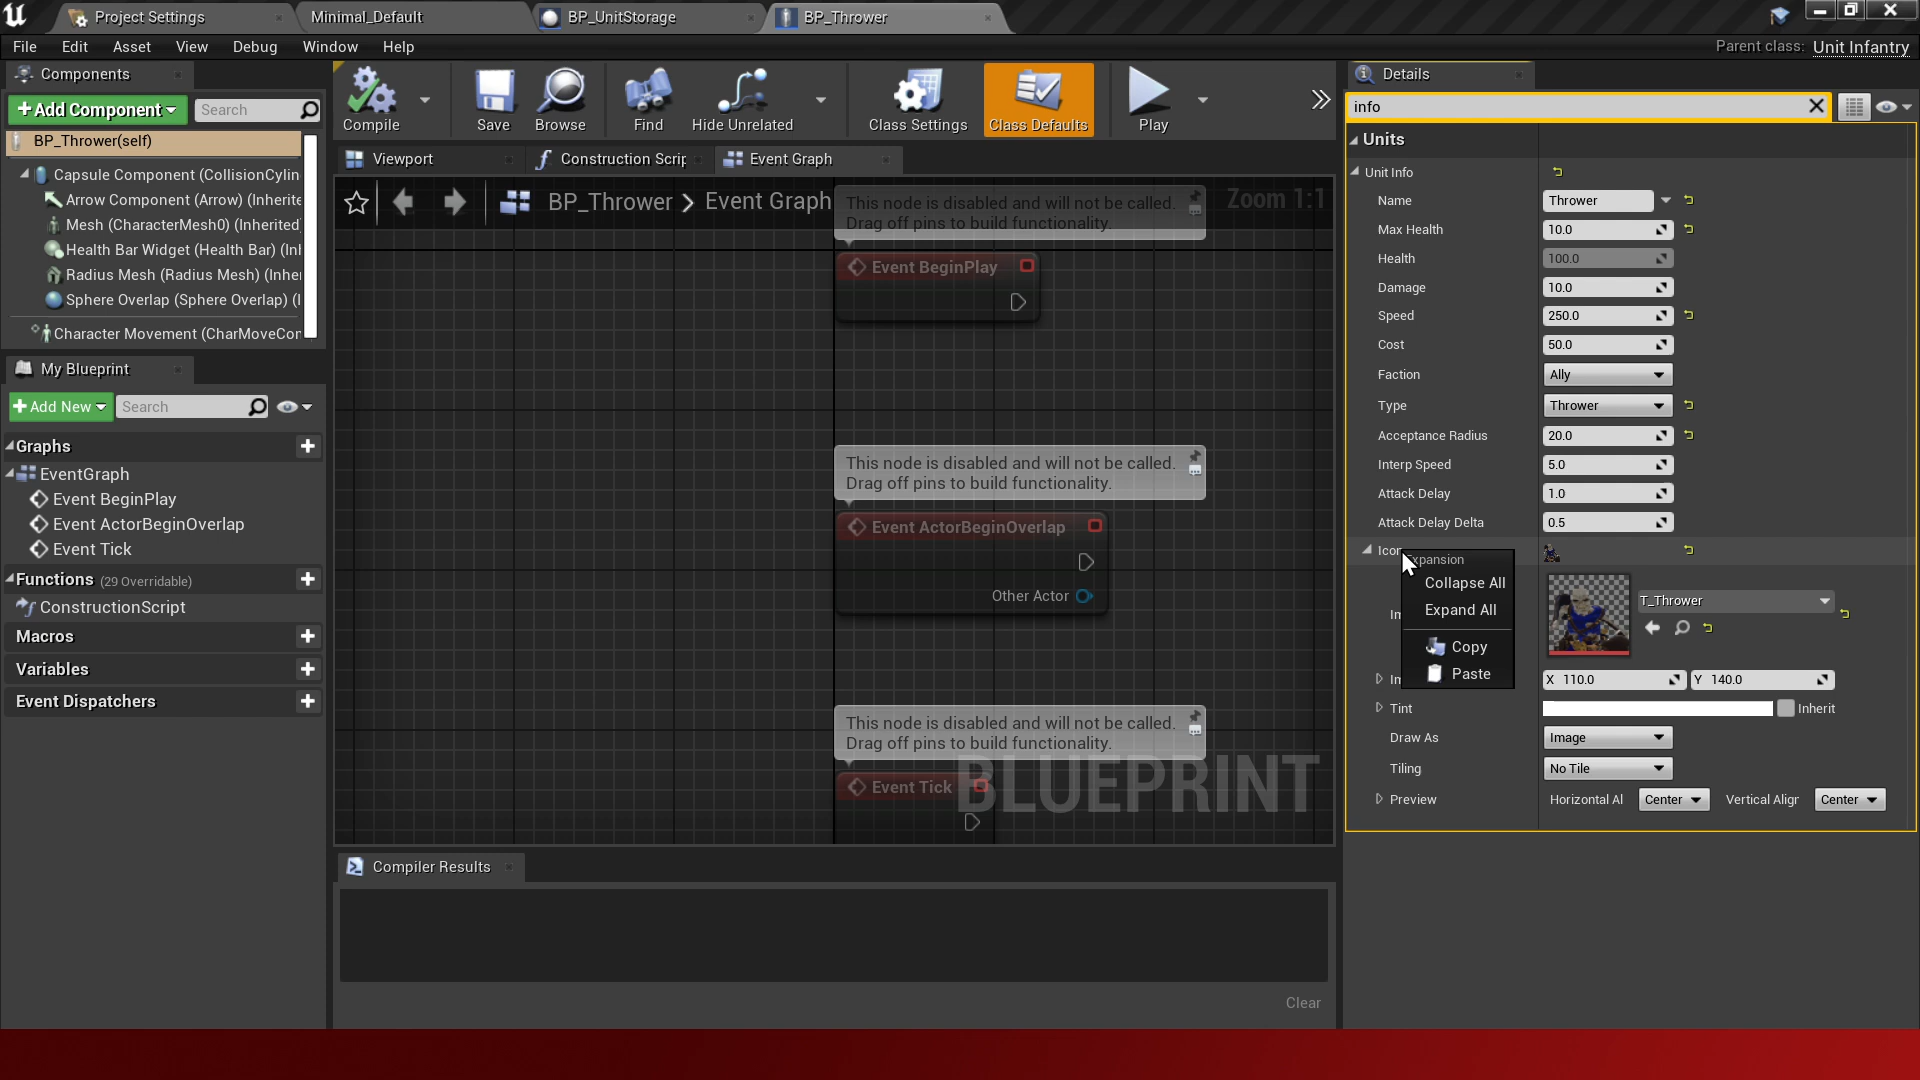 Project Settings
Minimal_Default
BP_UnitStorage
BP_Thrower
File Edit Asset View Debug Window Help
Parent class: Unit Infantry
Components
Add Component
Search
BP_Thrower(self)
Capsule Component (CollisionCylin
Arrow Component (Arrow) (Inherite
Mesh (CharacterMesh0) (Inherited
Health Bar Widget (Health Bar) (Inl
Radius Mesh (Radius Mesh) (Inhe
Sphere Overlap (Sphere Overlap) (I
Character Movement (CharMoveCor
My Blueprint
Add New
Search
Graphs
EventGraph
Event BeginPlay
Event ActorBeginOverlap
Event Tick
Functions (29 Overridable)
ConstructionScript
Macros
Variables
Event Dispatchers
Compile
Save
Browse
Find
Hide Unrelated
Class Settings
Class Defaults
Play
Viewport
Construction Scrip
Event Graph
BP_Thrower > Event Graph
Zoom 1:1
This node is disabled and will not be called.
Drag off pins to build functionality.
Event BeginPlay
This node is disabled and will not be called.
Drag off pins to build functionality.
Event ActorBeginOverlap
Other Actor
This node is disabled and will not be called.
Drag off pins to build functionality.
Event Tick
BLUEPRINT
Compiler Results
Clear
Details
info
Units
Unit Info
Name Thrower
Max Health 10.0
Health 100.0
Damage 10.0
Speed 250.0
Cost 50.0
Faction Ally
Type Thrower
Acceptance Radius 20.0
Interp Speed 5.0
Attack Delay 1.0
Attack Delay Delta 0.5
Icon
Expansion
Collapse All
Expand All
Copy
Paste
T_Thrower
X 110.0 Y 140.0
Tint Inherit
Draw As Image
Tiling No Tile
Preview Horizontal Al Center Vertical Aligr Center